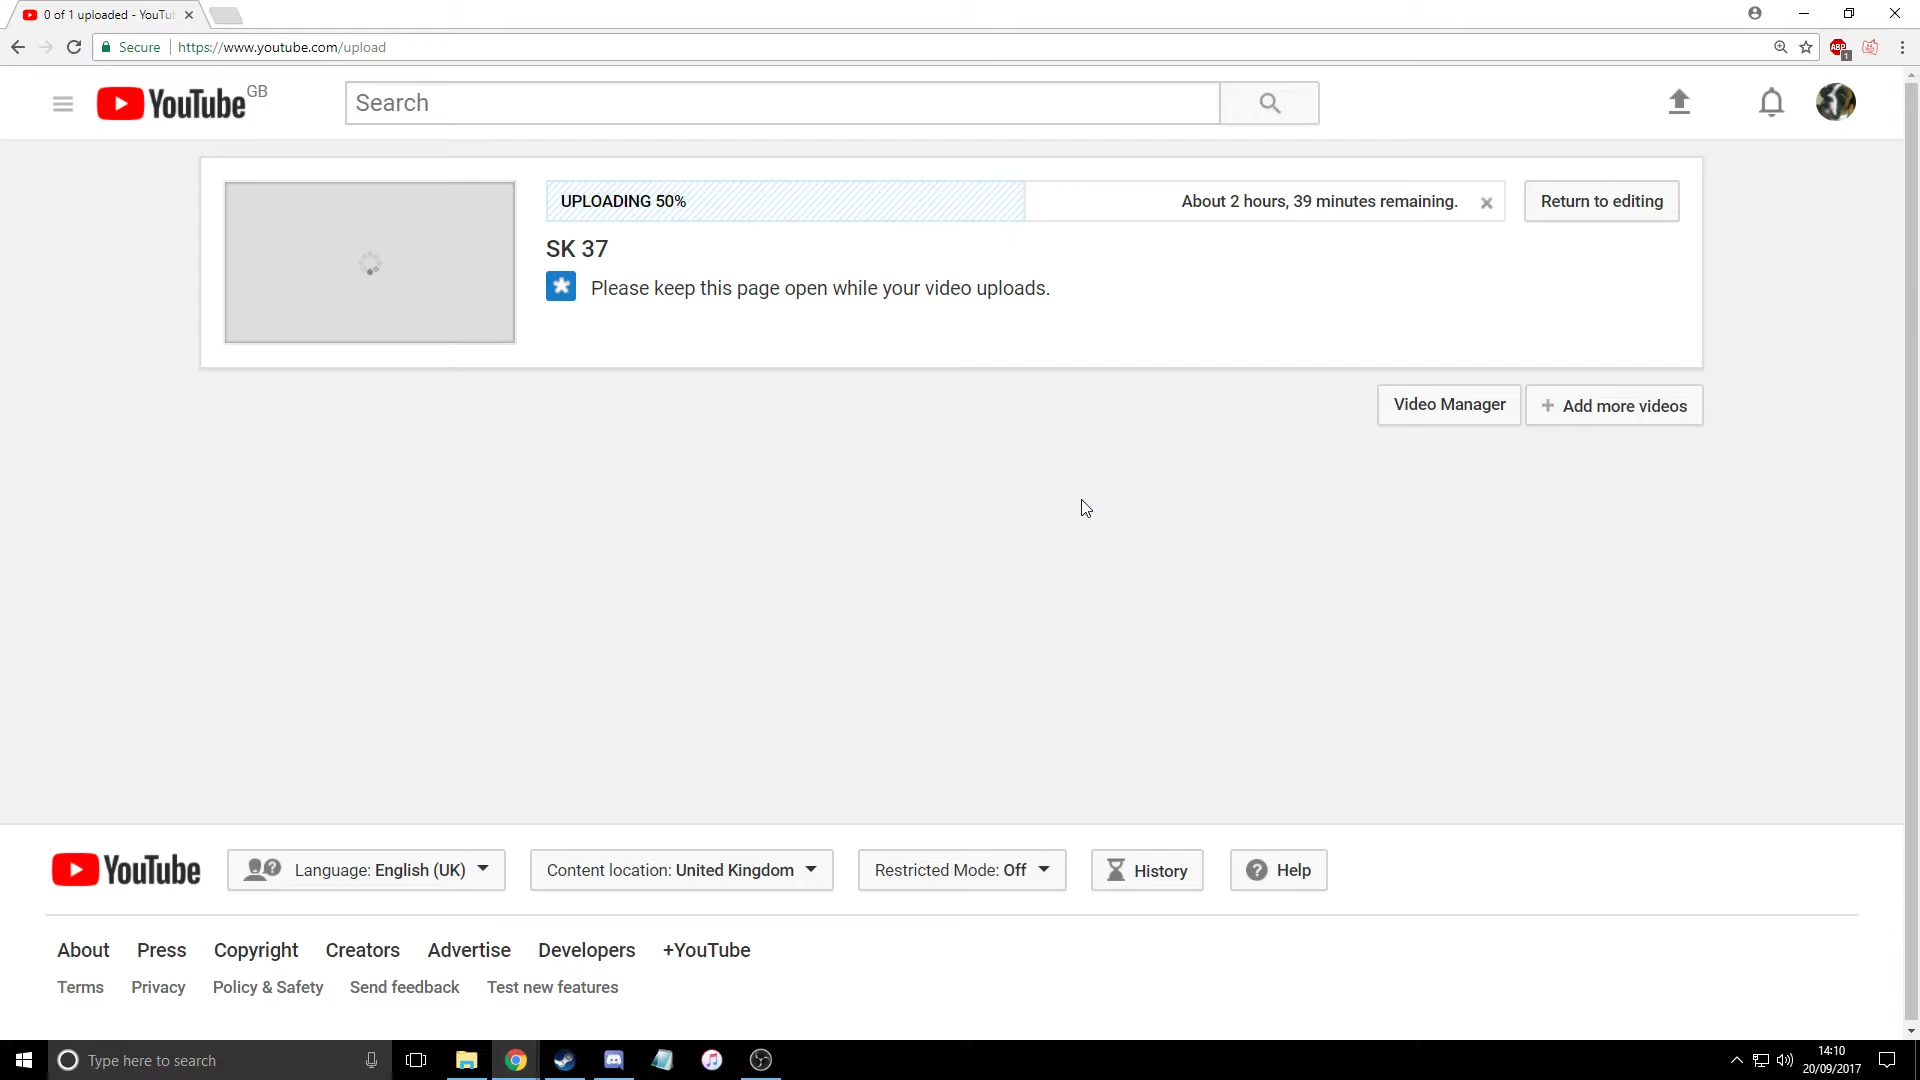 0 of 1 uploaded - YouTu
Secure https://www.youtube.com/upload
ABP 1
YouTube GB
Search
UPLOADING 50% About 2 hours, 39 minutes remaining. Return to editing
SK 37
Please keep this page open while your video uploads.
Video Manager + Add more videos
YouTube Language: English (UK) Content location: United Kingdom Restricted Mode: Off History Help
About Press Copyright Creators Advertise Developers +YouTube
Terms Privacy Policy & Safety Send feedback Test new features
Type here to search
14:10
20/09/2017